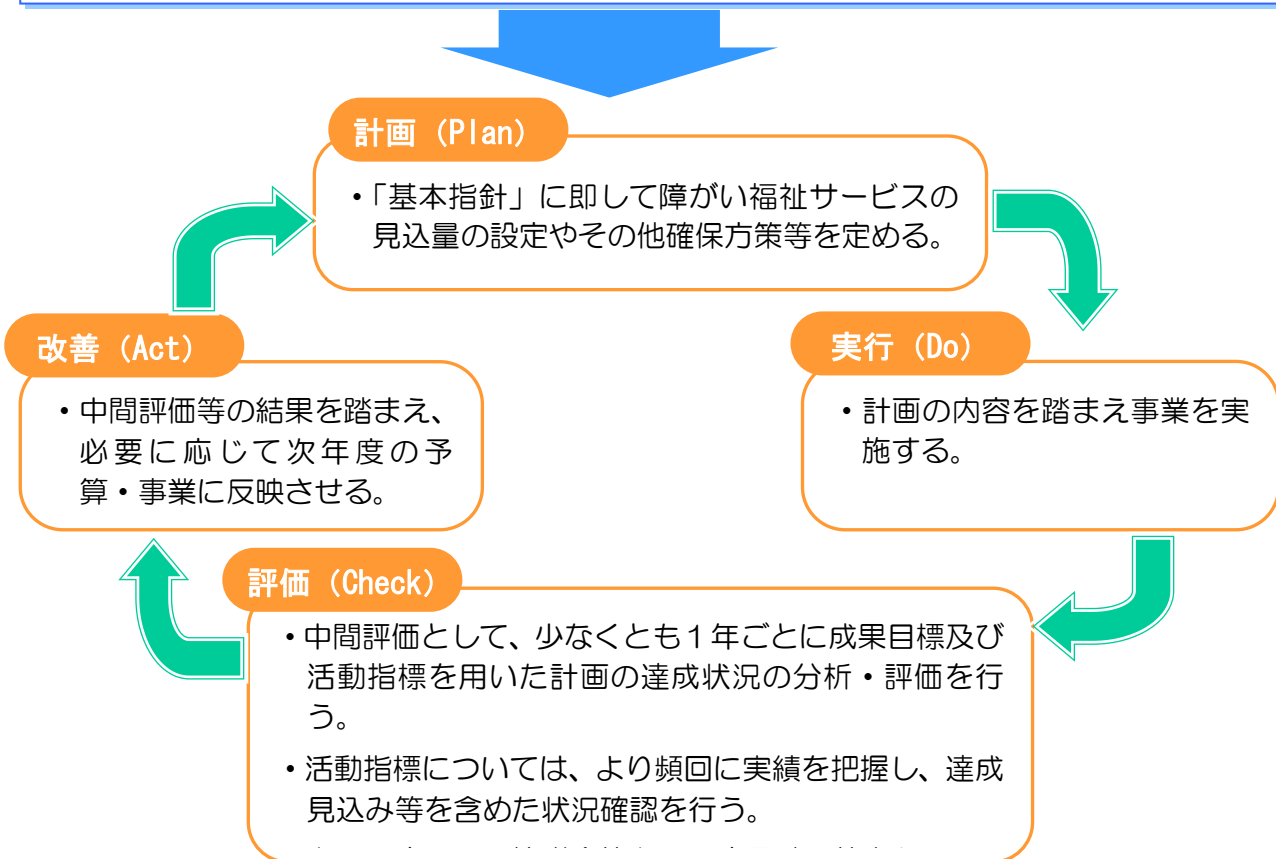 計画（Plan）
・「基本指針」に即して障がい福祉サービスの
見込量の設定やその他確保方策等を定める。
改善（Act）
・中間評価等の結果を踏まえ、
必要に応じて次年度の予
算・事業に反映させる。
実行（Do）
・計画の内容を踏まえ事業を実
施する。
評価（Check）
・中間評価として、少なくとも１年ごとに成果目標及び
活動指標を用いた計画の達成状況の分析・評価を行
う。
・活動指標については、より頻回に実績を把握し、達成
見込み等を含めた状況確認を行う。